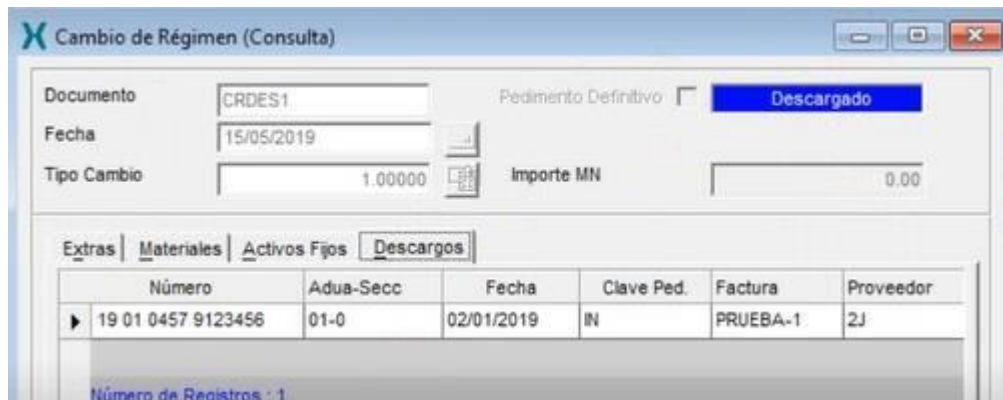 Cambio de Régimen (Consulta)
Documento CRDES1 Pedimento Definitivo Descargado
Fecha 15/05/2019
Tipo Cambio 1.00000 Importe MN 0.00
Extras Materiales Activos Fijos Descargos
Número Adua-Secc Fecha Clave Ped. Factura Proveedor
19 01 0457 9123456 01-0 02/01/2019 IN PRUEBA-1 2J
Número de Registros : 1